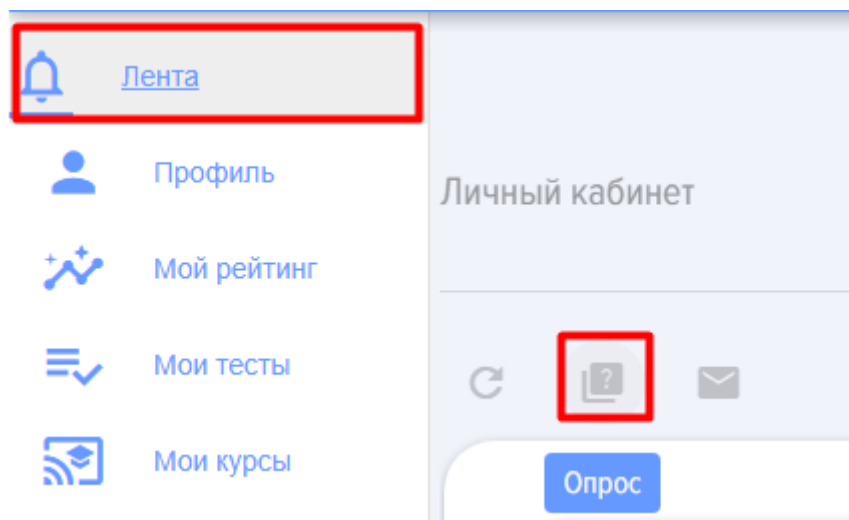 Лента
Профиль
Мой рейтинг
Мои тесты
Мои курсы
Личный кабинет
?
Опрос